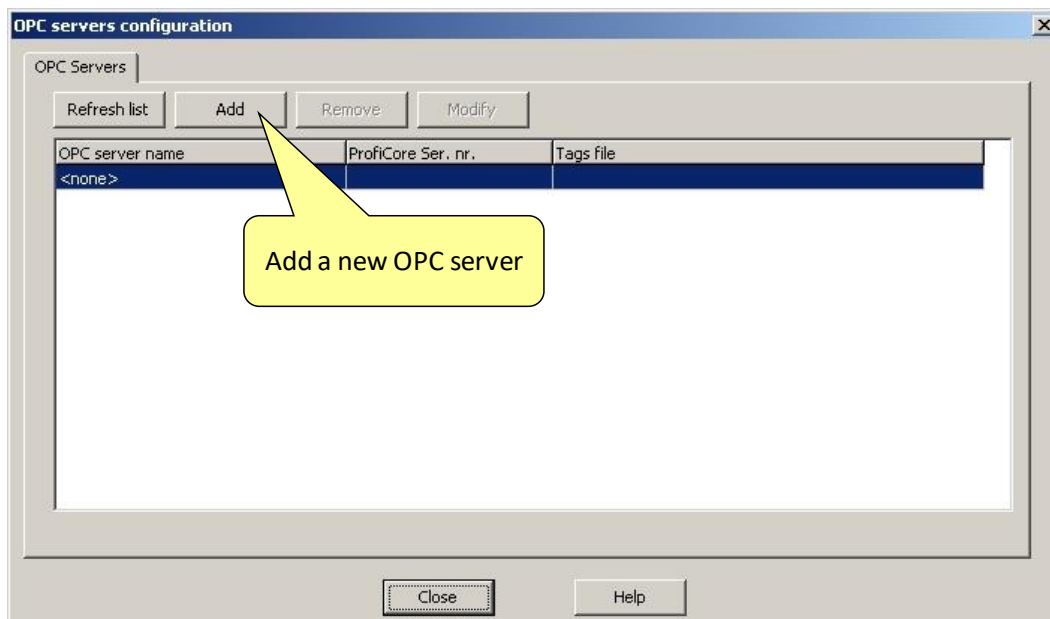 OPC servers configuration
OPC Servers
Refresh list Add Remove Modify
OPC server name ProfiCore Ser. nr. Tags file
<none>
Add a new OPC server
Close Help